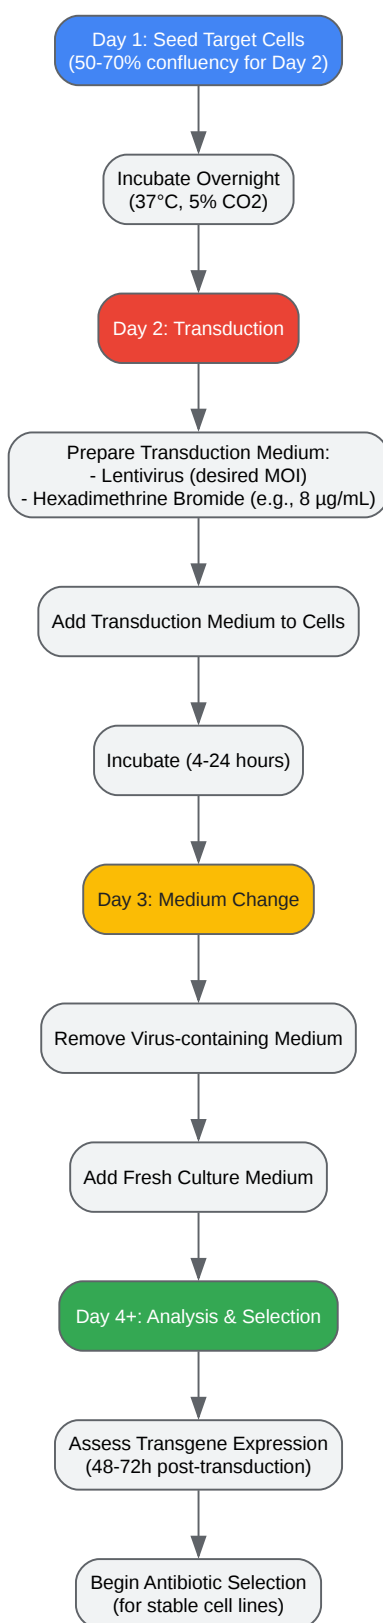 Day 1: Seed Target Cells
(50-70% confluency for Day 2)
Incubate Overnight
(37°C, 5% CO2)
Day 2: Transduction
Prepare Transduction Medium:
- Lentivirus (desired MOI)
- Hexadimethrine Bromide (e.g., 8 µg/mL)
Add Transduction Medium to Cells
Incubate (4-24 hours)
Day 3: Medium Change
Remove Virus-containing Medium
Add Fresh Culture Medium
Day 4+: Analysis & Selection
Assess Transgene Expression
(48-72h post-transduction)
Begin Antibiotic Selection
(for stable cell lines)